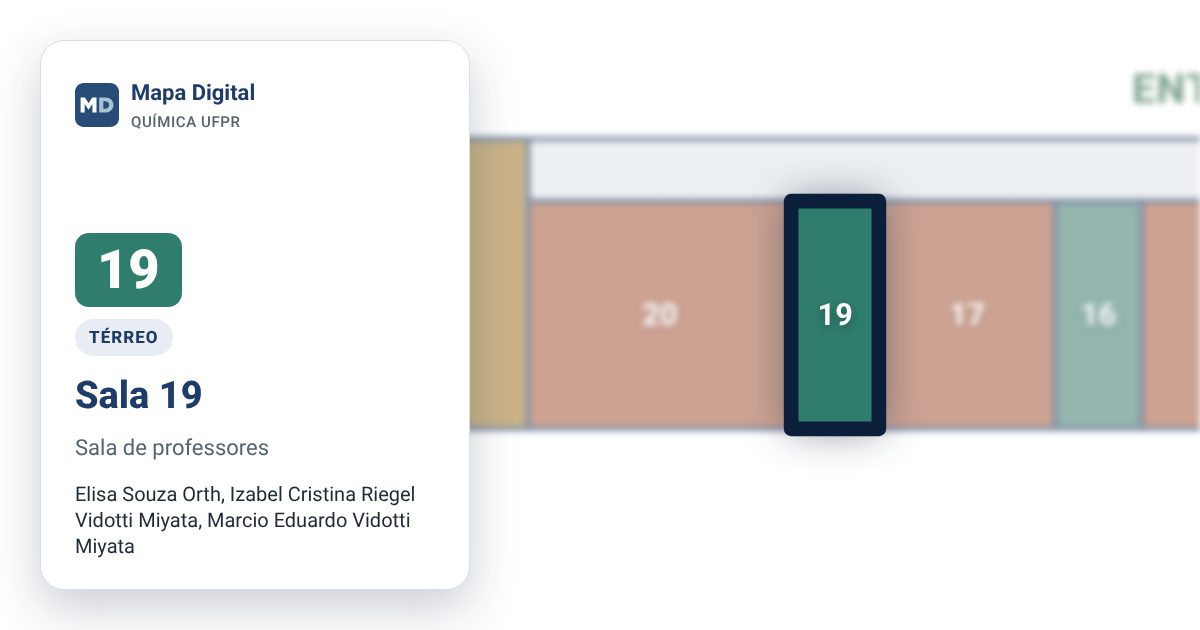 MD
Mapa Digital
QUÍMICA UFPR
19
TÉRREO
Sala 19
Sala de professores
Elisa Souza Orth, Izabel Cristina Riegel
Vidotti Miyata, Marcio Eduardo Vidotti
Miyata
ENT
20
19
17
16